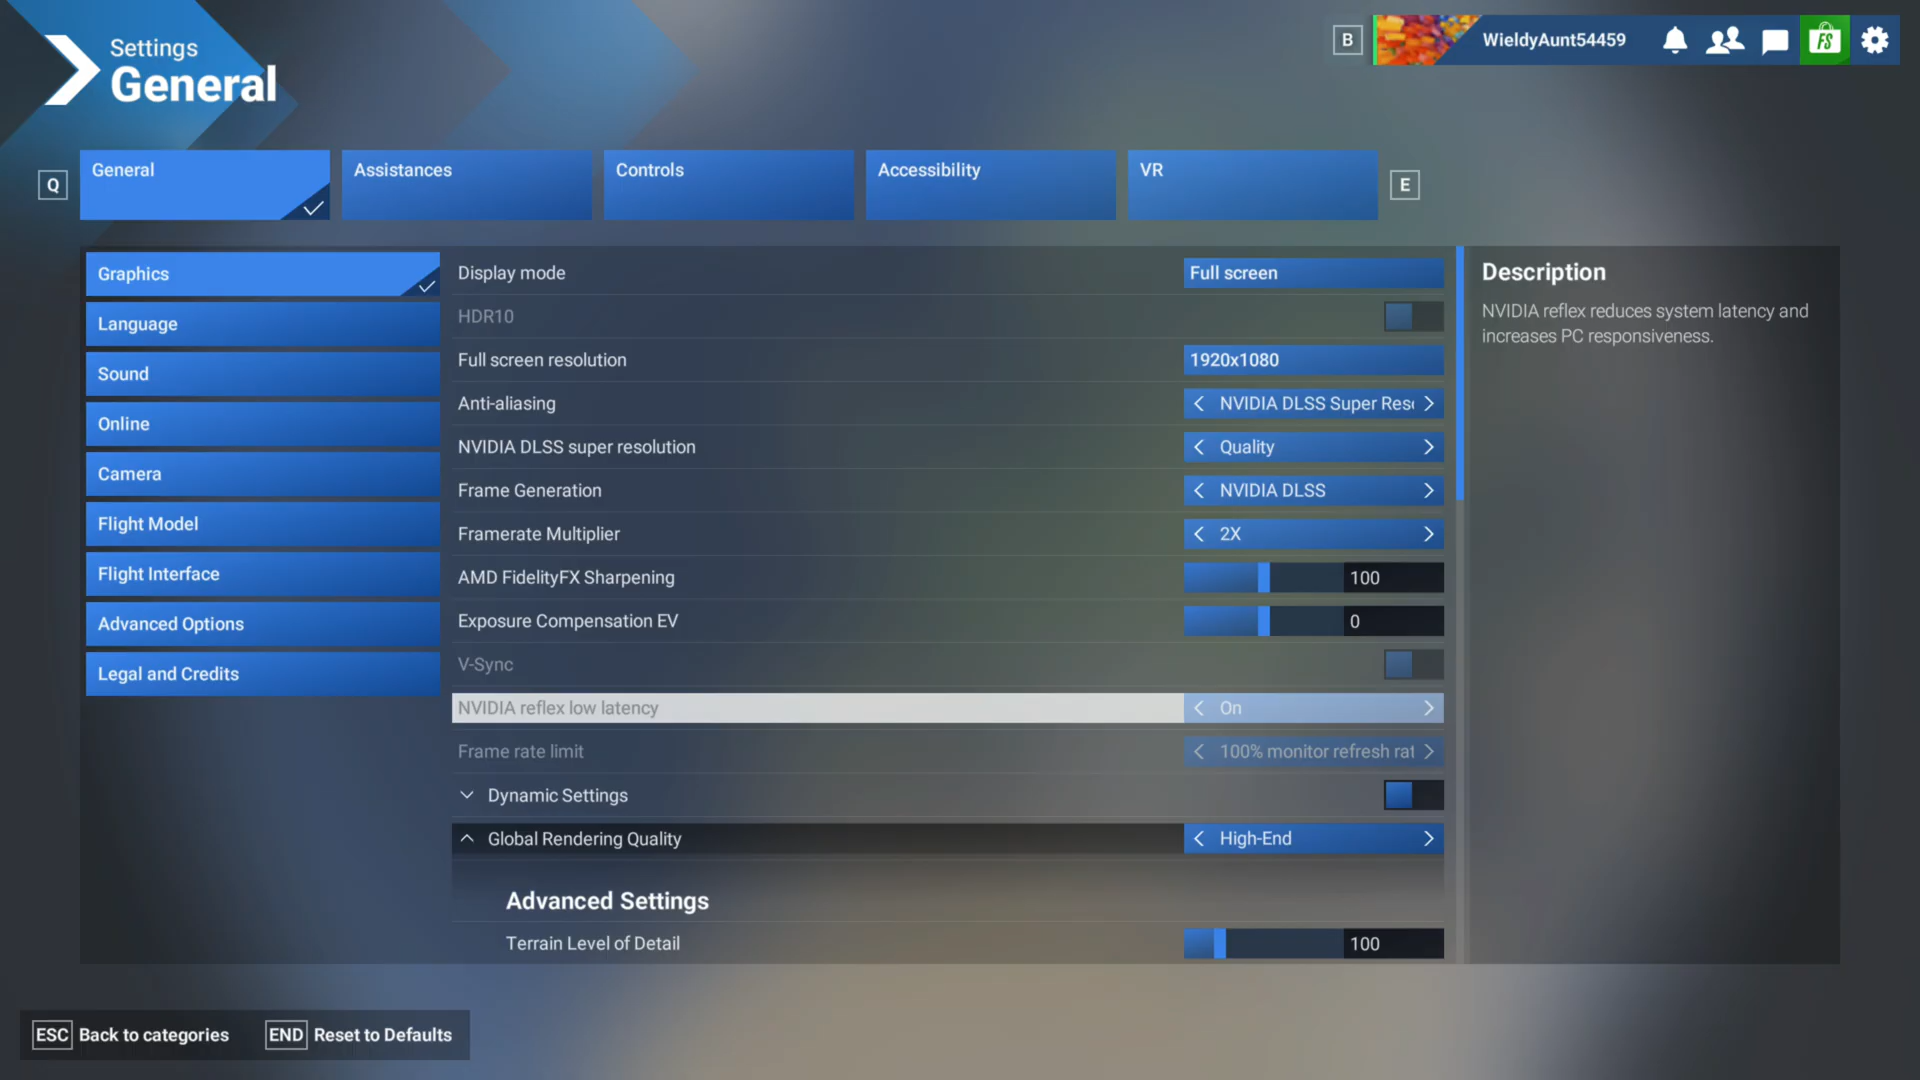 Settings
General
B
WieldyAunt54459
FS
Q
General
Assistances
Controls
Accessibility
VR
E
Graphics
Language
Sound
Online
Camera
Flight Model
Flight Interface
Advanced Options
Legal and Credits
Display mode
Full screen
HDR10
Full screen resolution
1920x1080
Anti-aliasing
NVIDIA DLSS Super Res
NVIDIA DLSS super resolution
Quality
Frame Generation
NVIDIA DLSS
Framerate Multiplier
2X
AMD FidelityFX Sharpening
100
Exposure Compensation EV
0
V-Sync
NVIDIA reflex low latency
On
Frame rate limit
100% monitor refresh rat
Dynamic Settings
Global Rendering Quality
High-End
Advanced Settings
Terrain Level of Detail
100
Description
NVIDIA reflex reduces system latency and
increases PC responsiveness.
ESC Back to categories
END Reset to Defaults